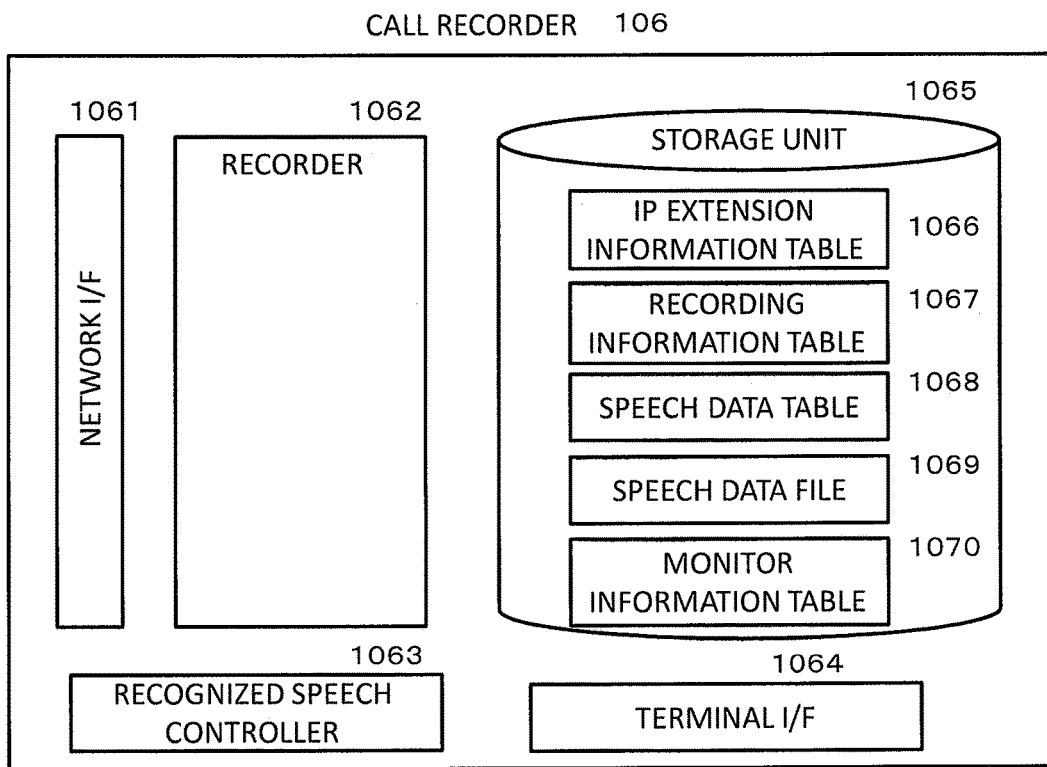 CALL RECORDER 106
1061
1062
1065
NETWORK I/F
RECORDER
STORAGE UNIT
IP EXTENSION
INFORMATION TABLE
1066
RECORDING
INFORMATION TABLE
1067
SPEECH DATA TABLE
1068
SPEECH DATA FILE
1069
MONITOR
INFORMATION TABLE
1070
1063
RECOGNIZED SPEECH
CONTROLLER
1064
TERMINAL I/F